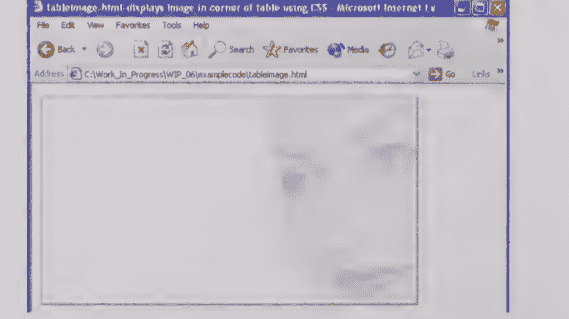 tableimage.html-displays image in corner of table using CSS - Microsoft Internet Ex
File Edit View Favorites Tools Help
Back Search Favorites Media
Address C:\Work_In_Progress\WIP_06\examplecode\tableimage.html Go Links